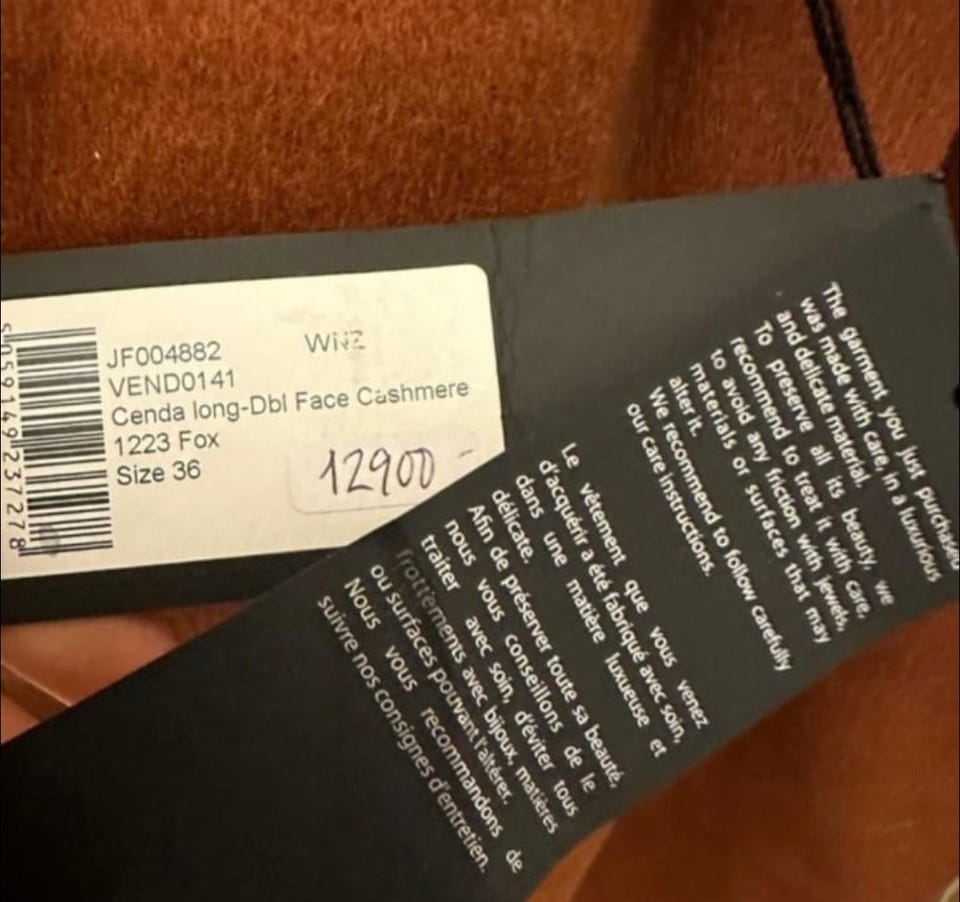 JF004882 WNZ
VEND0141
Cenda long-Dbl Face Cashmere
1223 Fox
Size 36
12900 -
The garment you just purchased
was made with care, in a luxurious
and delicate material.
To preserve all its beauty, we
recommend to treat it with care,
to avoid any friction with jewels,
materials or surfaces that may
alter it.
We recommend to follow carefully
our care instructions.
Le vêtement que vous venez
d'acquérir a été fabriqué avec soin,
dans une matière luxueuse et
délicate.
Afin de préserver toute sa beauté,
nous vous conseillons de le
traiter avec soin, d'éviter tous
frottements avec bijoux, matières
ou surfaces pouvant l'altérer.
Nous vous recommandons de
suivre nos consignes d'entretien.